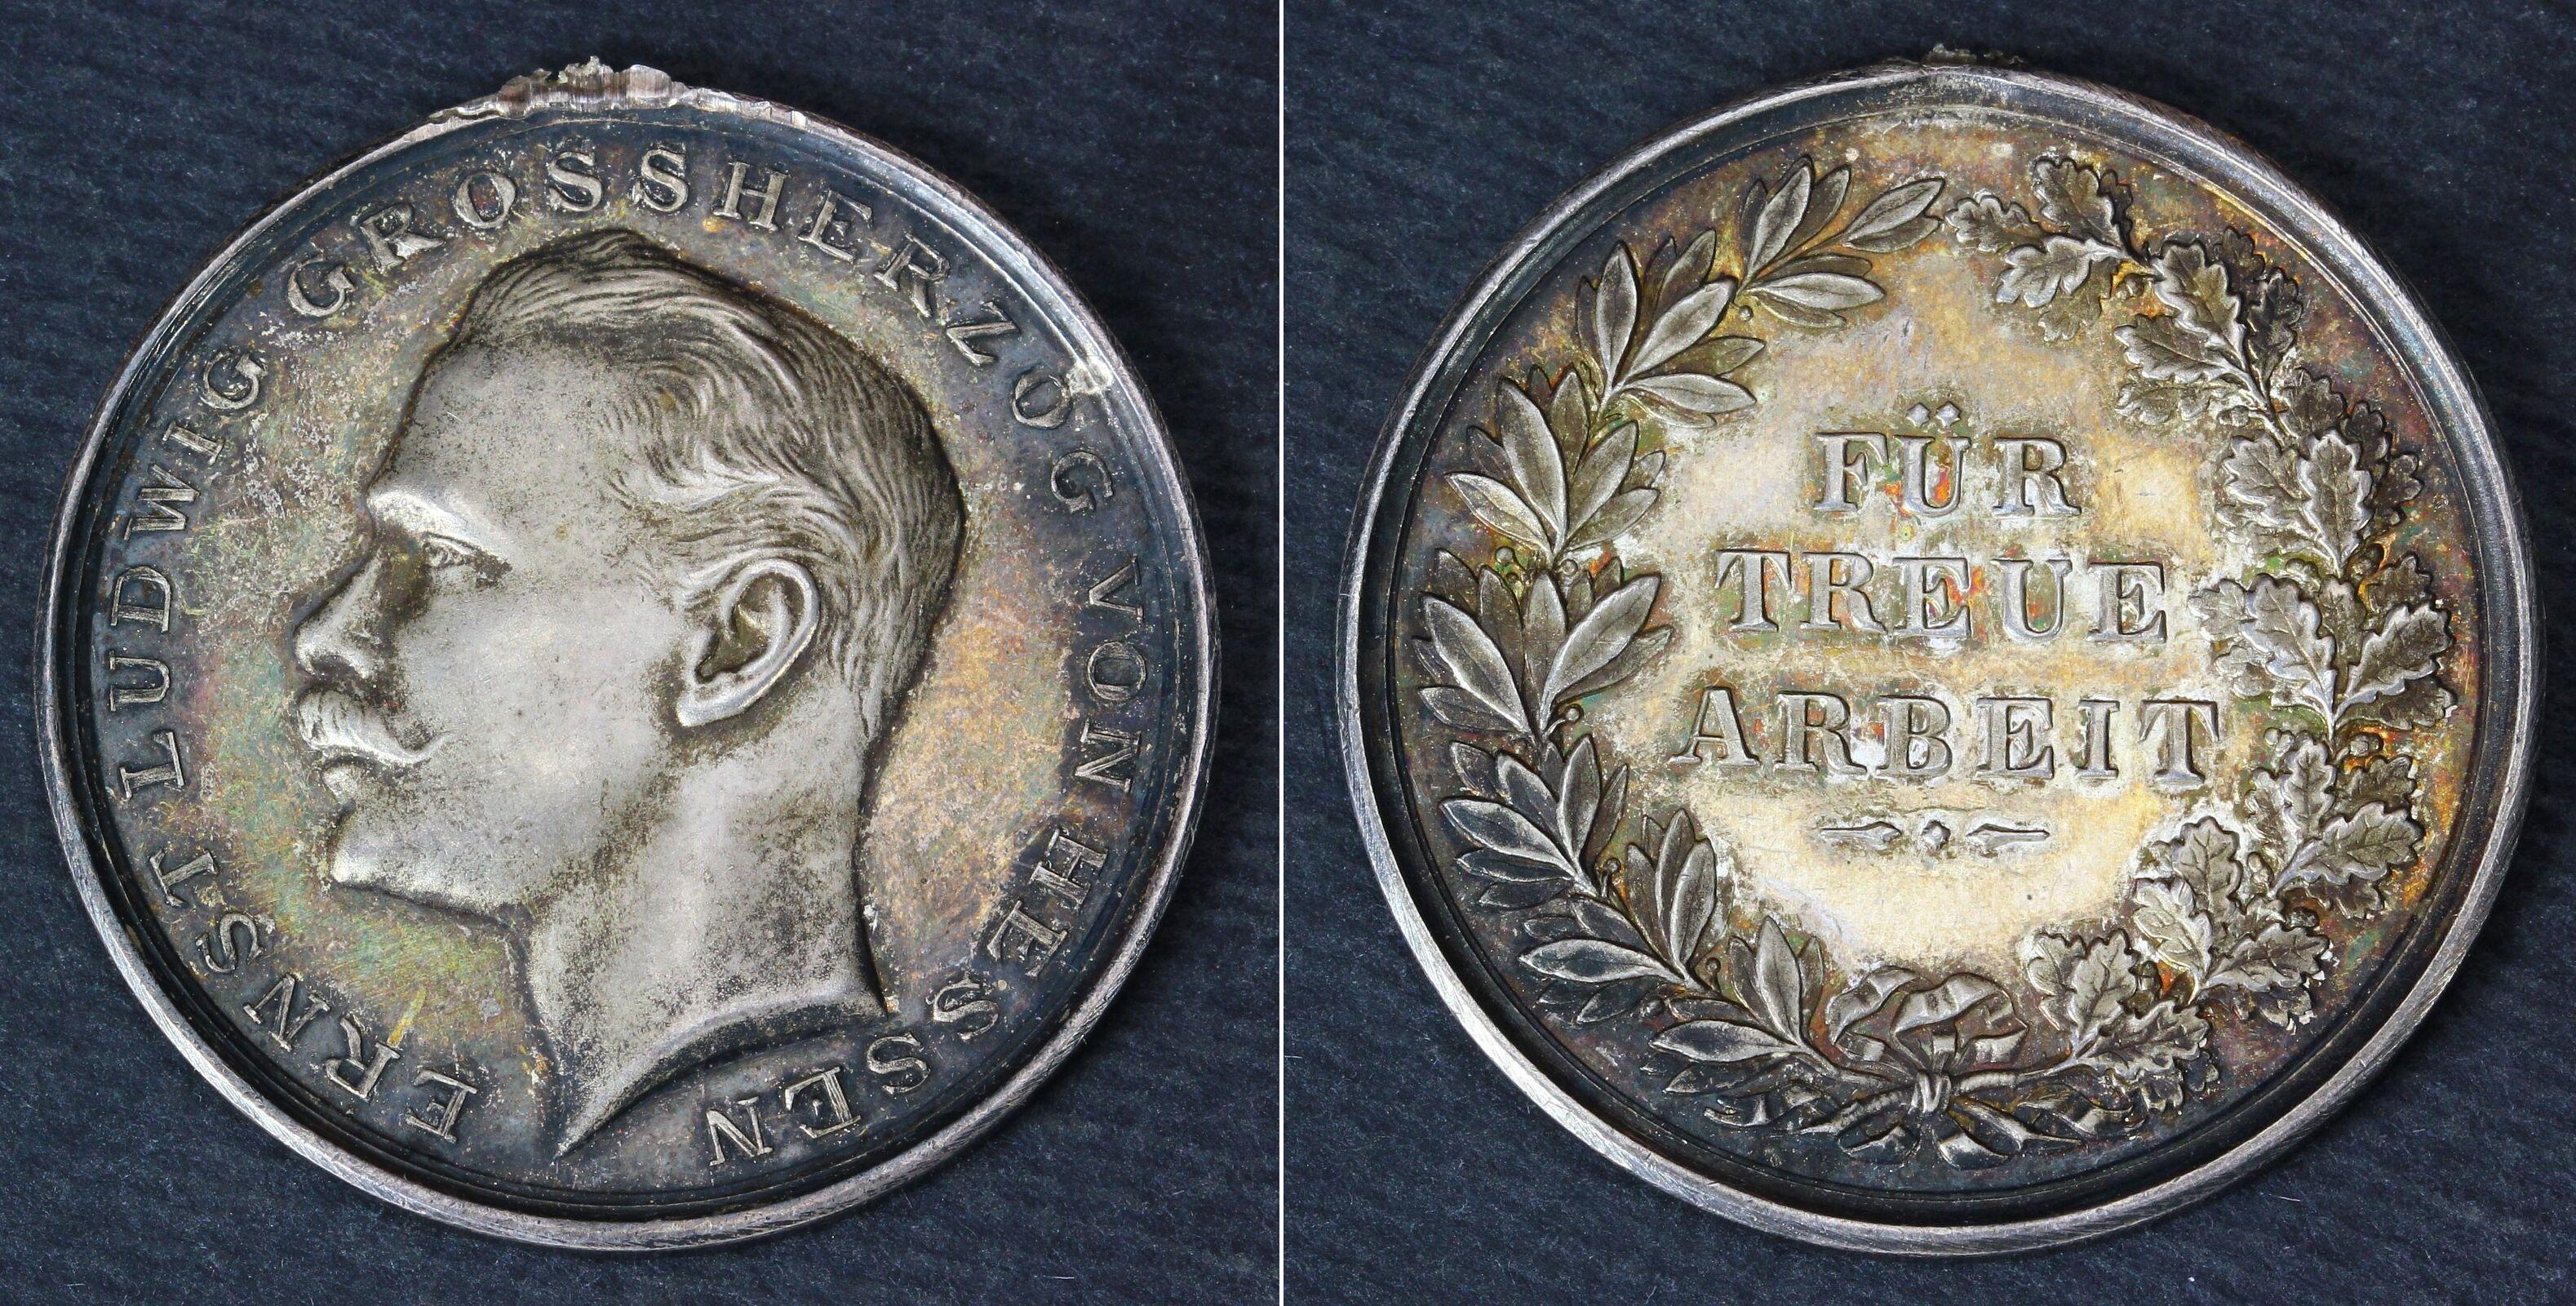 ERNST LUDWIG GROSSHERZOG VON HESSEN
FÜR
TREUE
ARBEIT